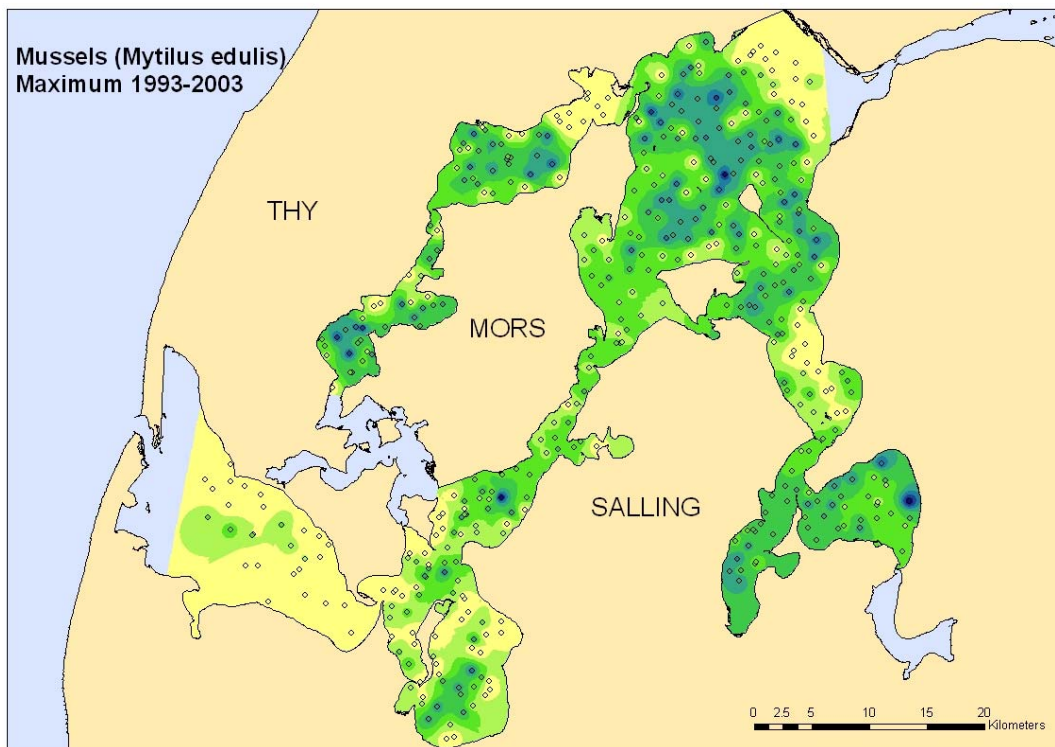 Mussels (Mytilus edulis)
Maximum 1993-2003
THY
MORS
SALLING
0 2.5 5 10 15 20
Kilometers